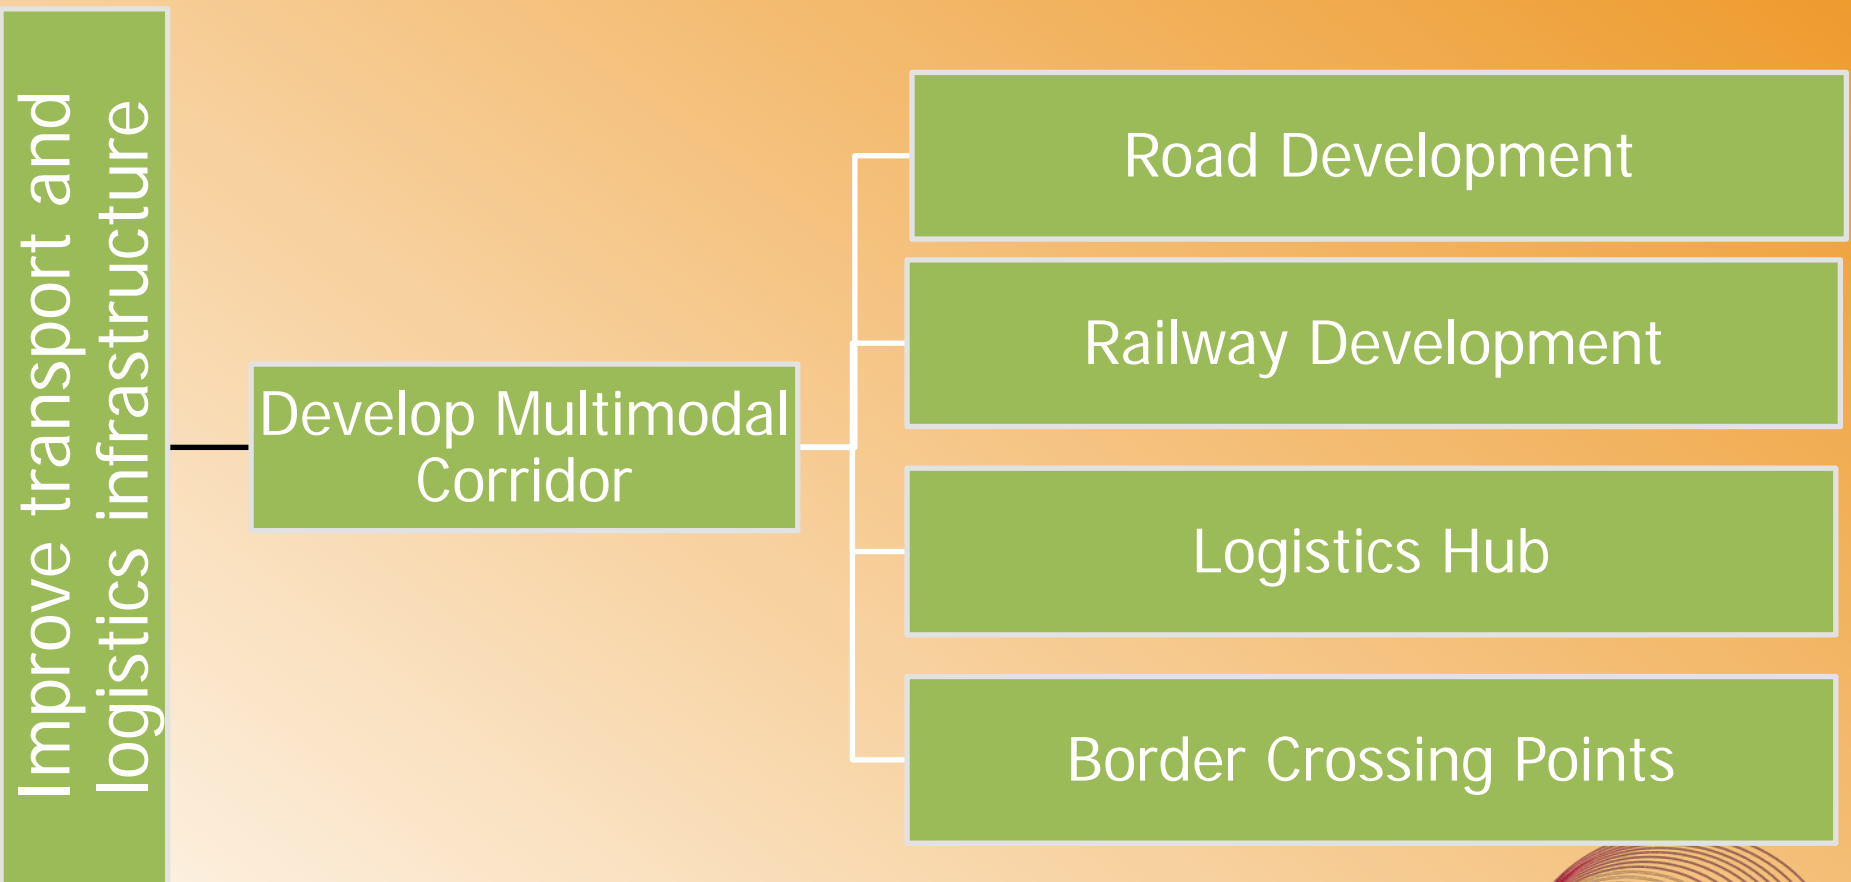 Improve transport and
logistics infrastructure
Develop Multimodal
Corridor
Road Development
Railway Development
Logistics Hub
Border Crossing Points